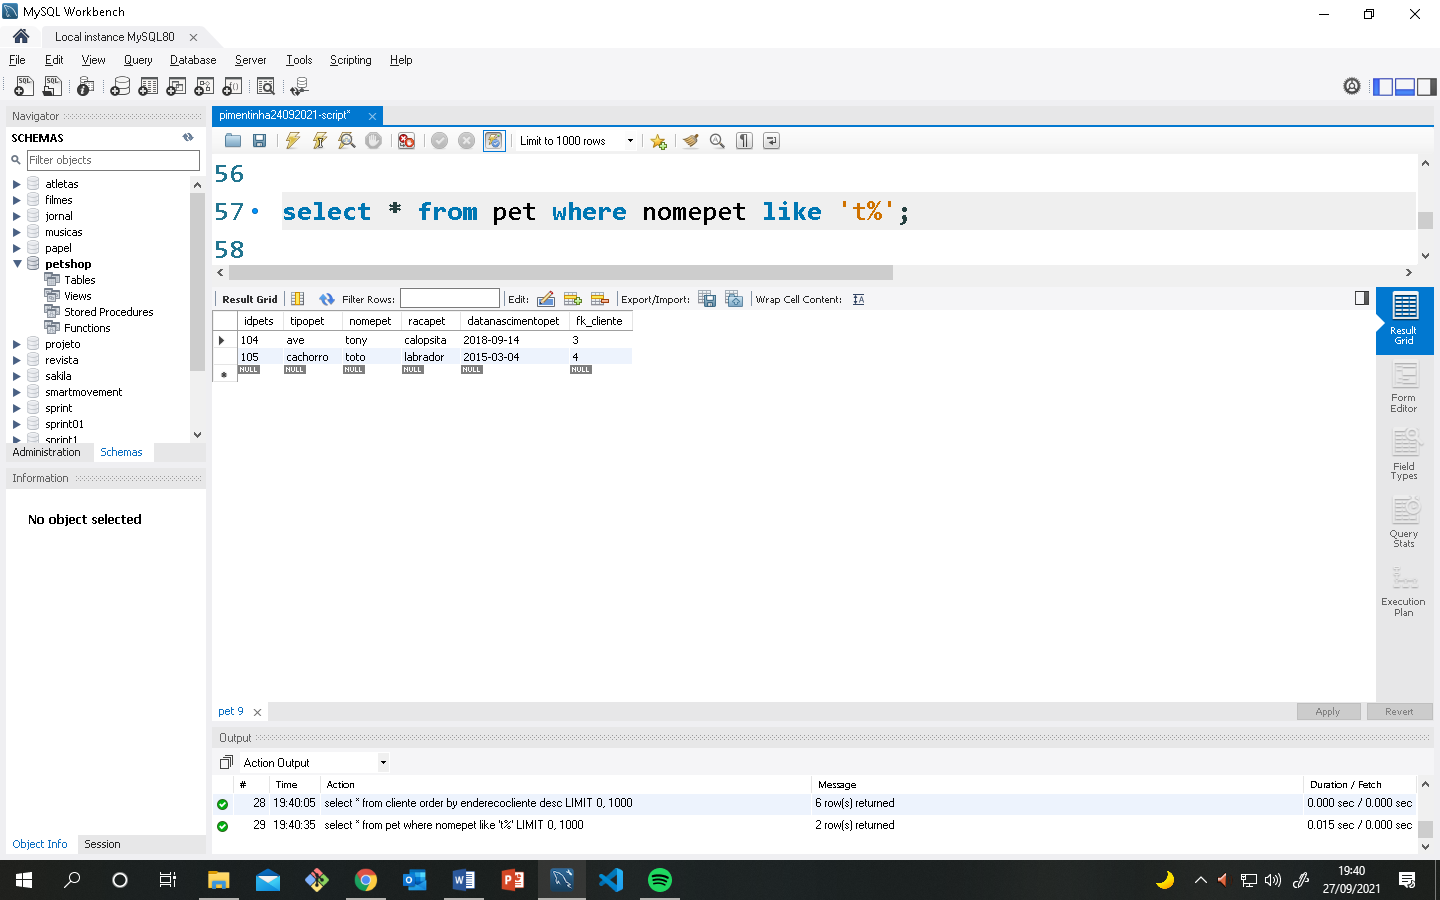 MySQL Workbench
Local instance MySQL80
File Edit View Query Database Server Tools Scripting Help
Navigator
SCHEMAS
Filter objects
atletas
filmes
jornal
musicas
papel
petshop
Tables
Views
Stored Procedures
Functions
projeto
revista
sakila
smartmovement
sprint
sprint01
sprint1
Administration Schemas
Information
No object selected
Object Info Session
pimentinha24092021-script*
Limit to 1000 rows
56
57 select * from pet where nomepet like 't%';
58
Result Grid Filter Rows: Edit: Export/Import: Wrap Cell Content:
idpets tipopet nomepet racapet datanascimentopet fk_cliente
104 ave tony calopsita 2018-09-14 3
105 cachorro toto labrador 2015-03-04 4
NULL NULL NULL NULL NULL NULL
Result Grid
Form Editor
Field Types
Query Stats
Execution Plan
pet 9
Apply Revert
Output
Action Output
# Time Action Message Duration / Fetch
28 19:40:05 select * from cliente order by enderecocliente desc LIMIT 0, 1000 6 row(s) returned 0.000 sec / 0.000 sec
29 19:40:35 select * from pet where nomepet like 't%' LIMIT 0, 1000 2 row(s) returned 0.015 sec / 0.000 sec
19:40
27/09/2021